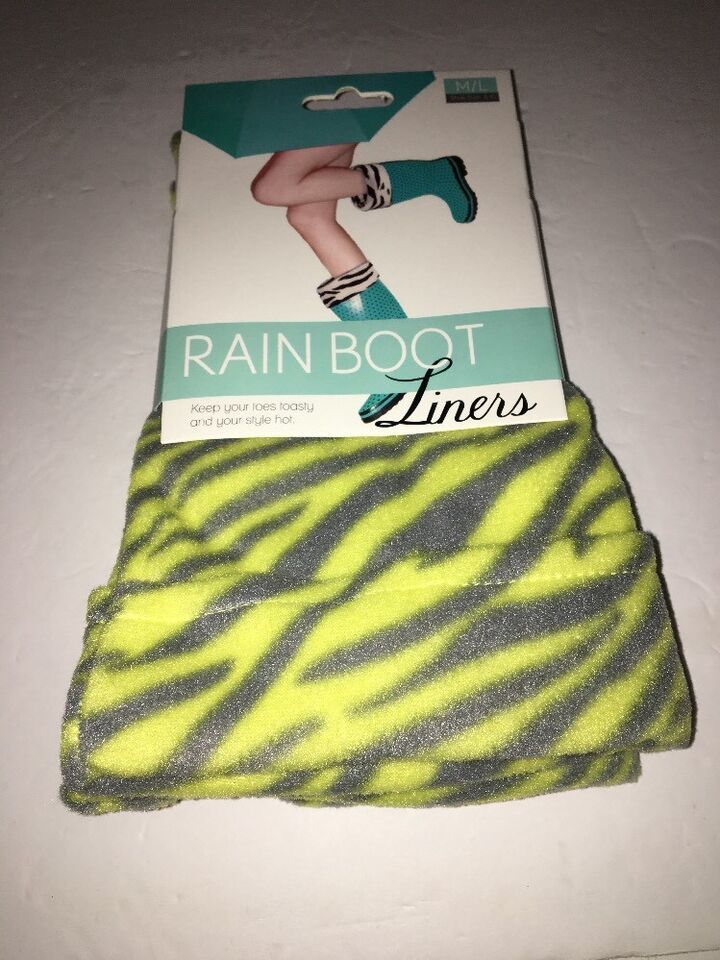 M/L
RAIN BOOT
Liners
Keep your toes toasty
and your style hot.